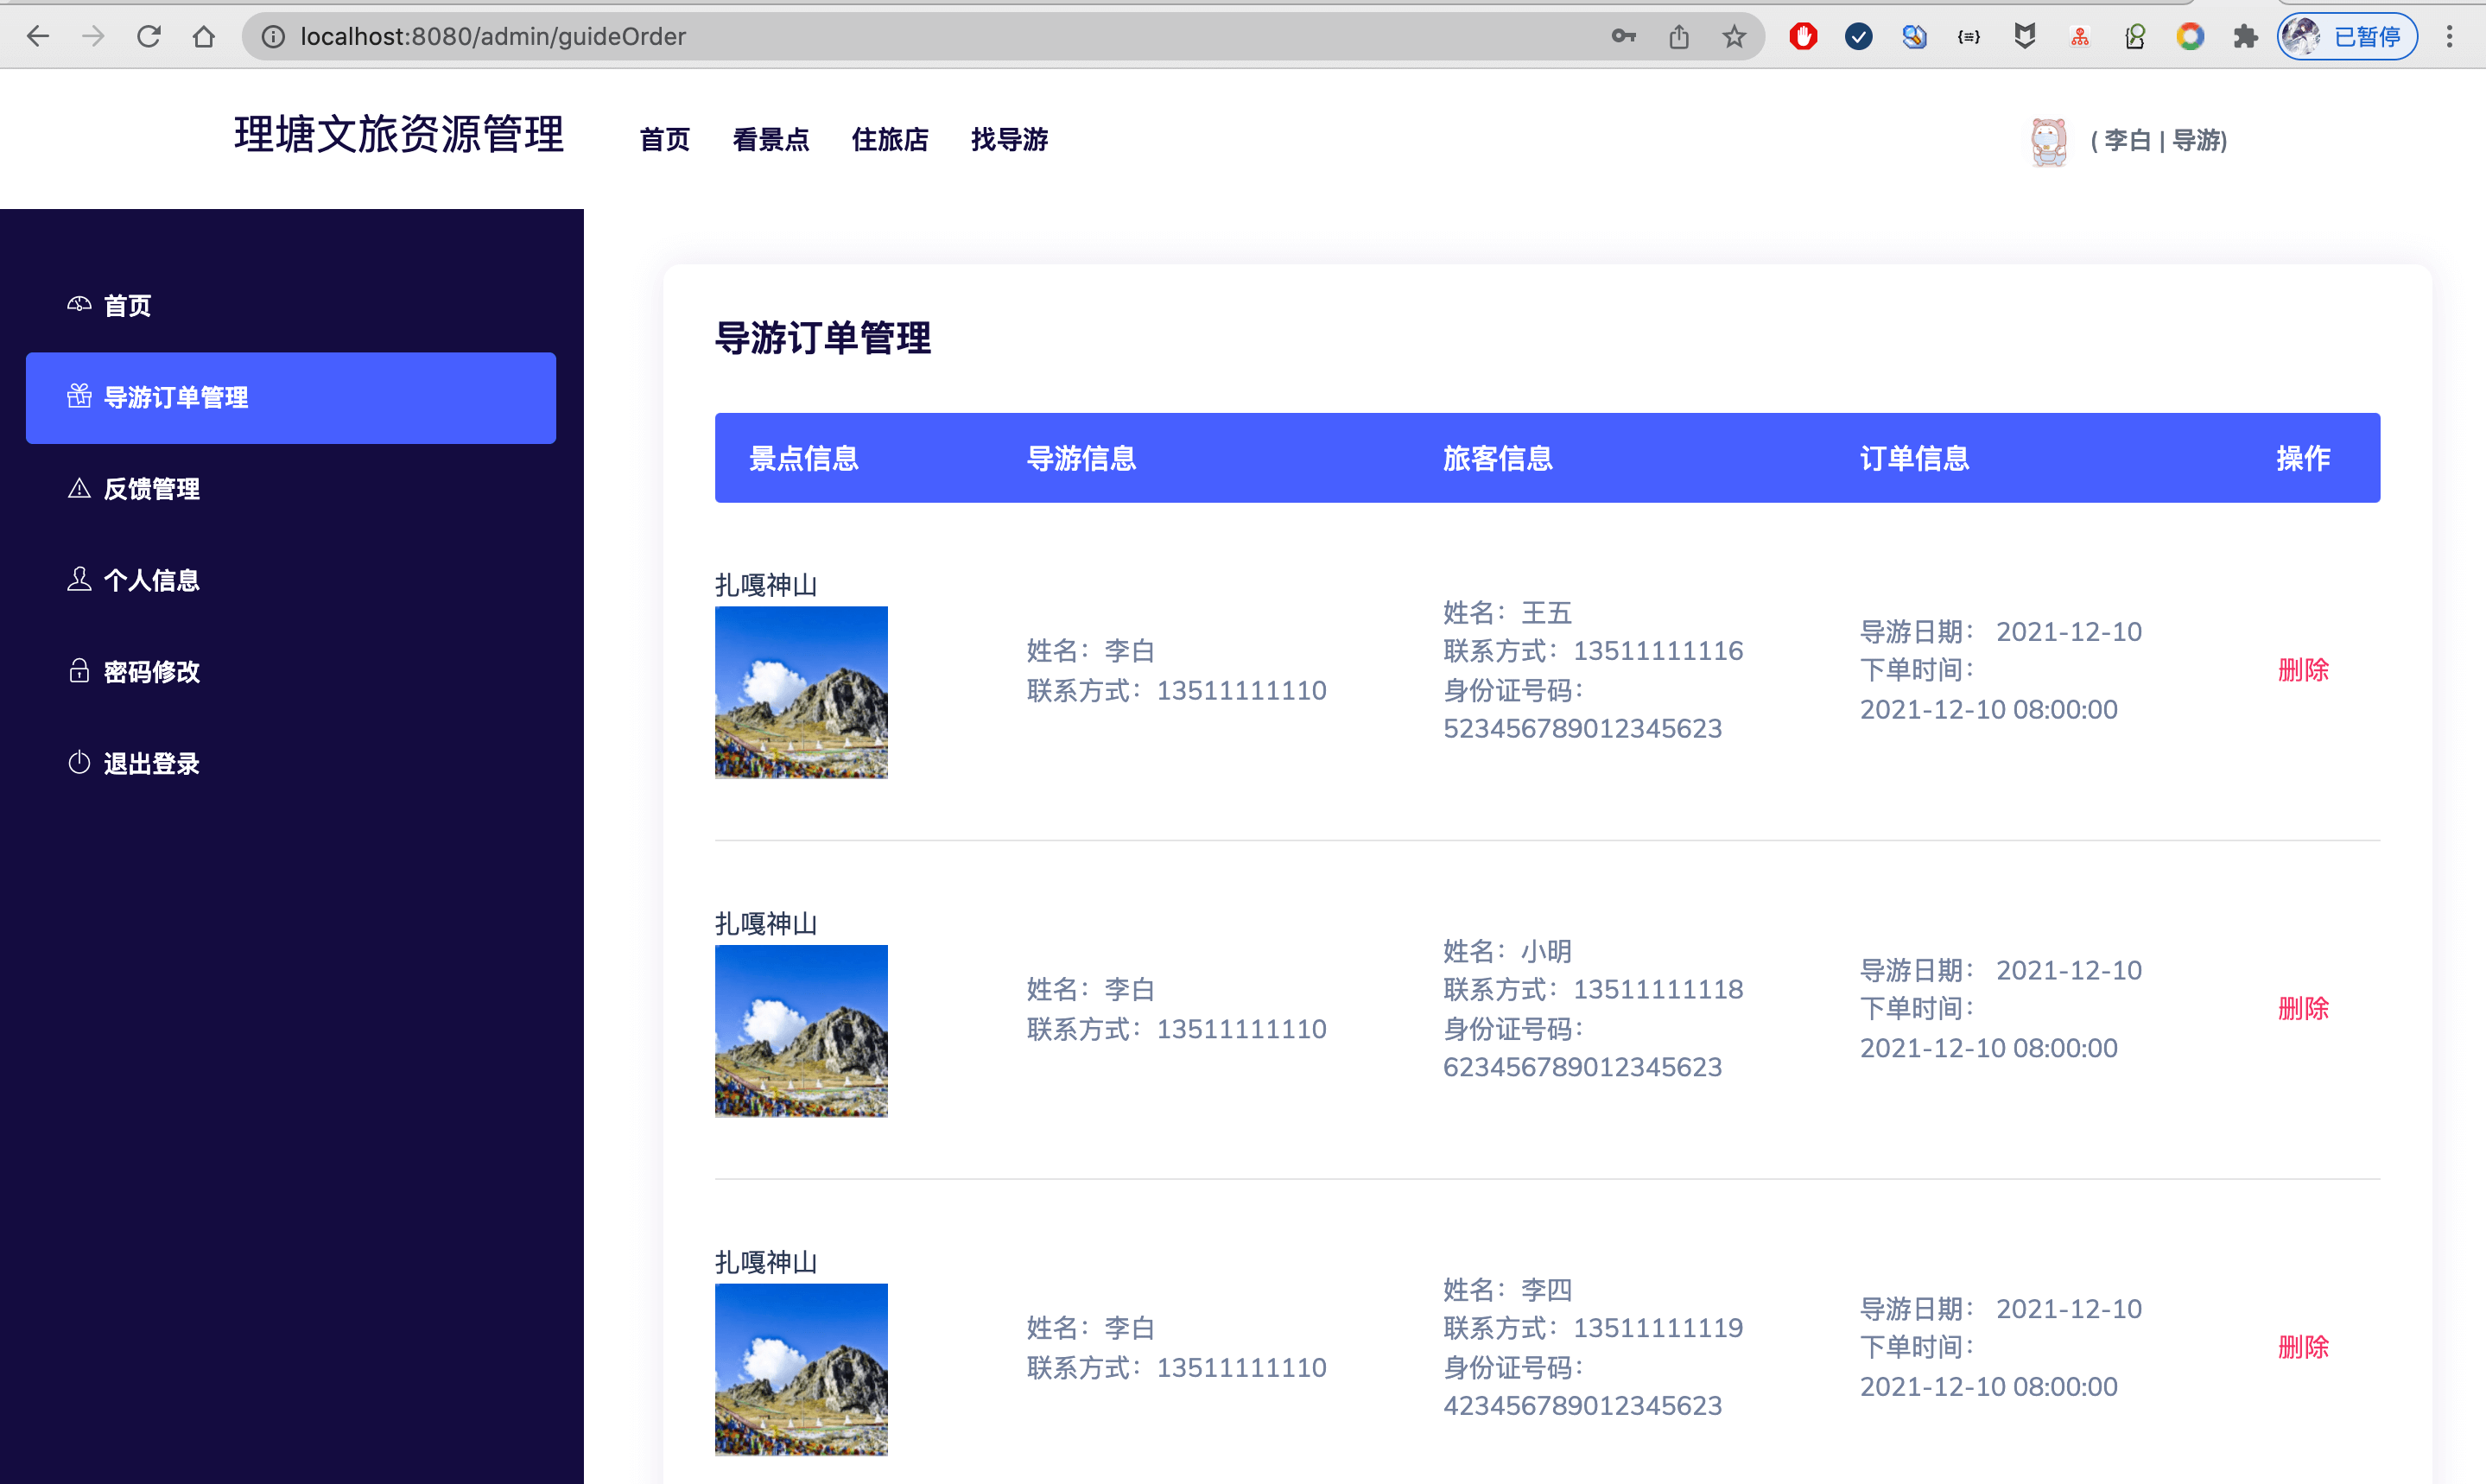 localhost:8080/admin/guideOrder
已暂停
理塘文旅资源管理
首页 看景点 住旅店 找导游
( 李白 | 导游)
首页
导游订单管理
反馈管理
个人信息
密码修改
退出登录
导游订单管理
景点信息 导游信息 旅客信息 订单信息 操作
扎嘎神山
姓名：李白
联系方式：13511111110
姓名：王五
联系方式：13511111116
身份证号码：
523456789012345623
导游日期： 2021-12-10
下单时间：
2021-12-10 08:00:00
删除
扎嘎神山
姓名：李白
联系方式：13511111110
姓名：小明
联系方式：13511111118
身份证号码：
623456789012345623
导游日期： 2021-12-10
下单时间：
2021-12-10 08:00:00
删除
扎嘎神山
姓名：李白
联系方式：13511111110
姓名：李四
联系方式：13511111119
身份证号码：
423456789012345623
导游日期： 2021-12-10
下单时间：
2021-12-10 08:00:00
删除